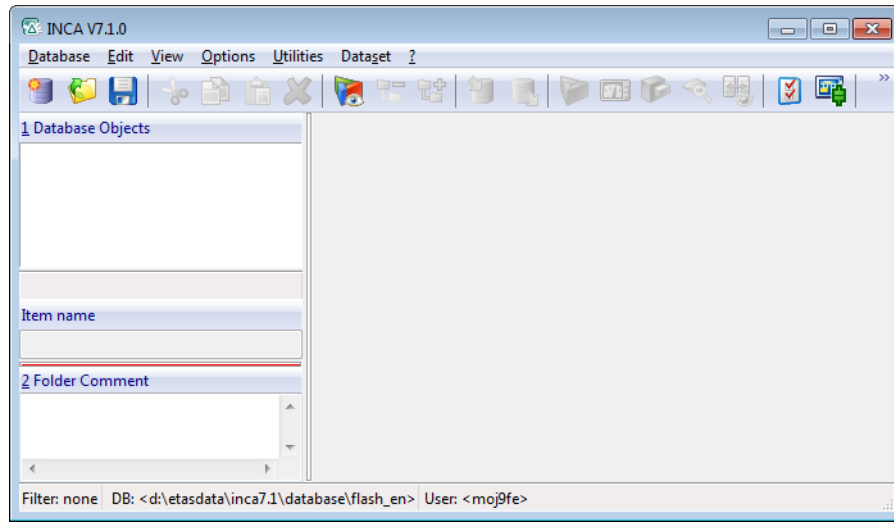 INCA V7.1.0
Database Edit View Options Utilities Dataset ?
1 Database Objects
Item name
2 Folder Comment
Filter: none DB: <d:\etasdata\inca7.1\database\flash_en> User: <moj9fe>